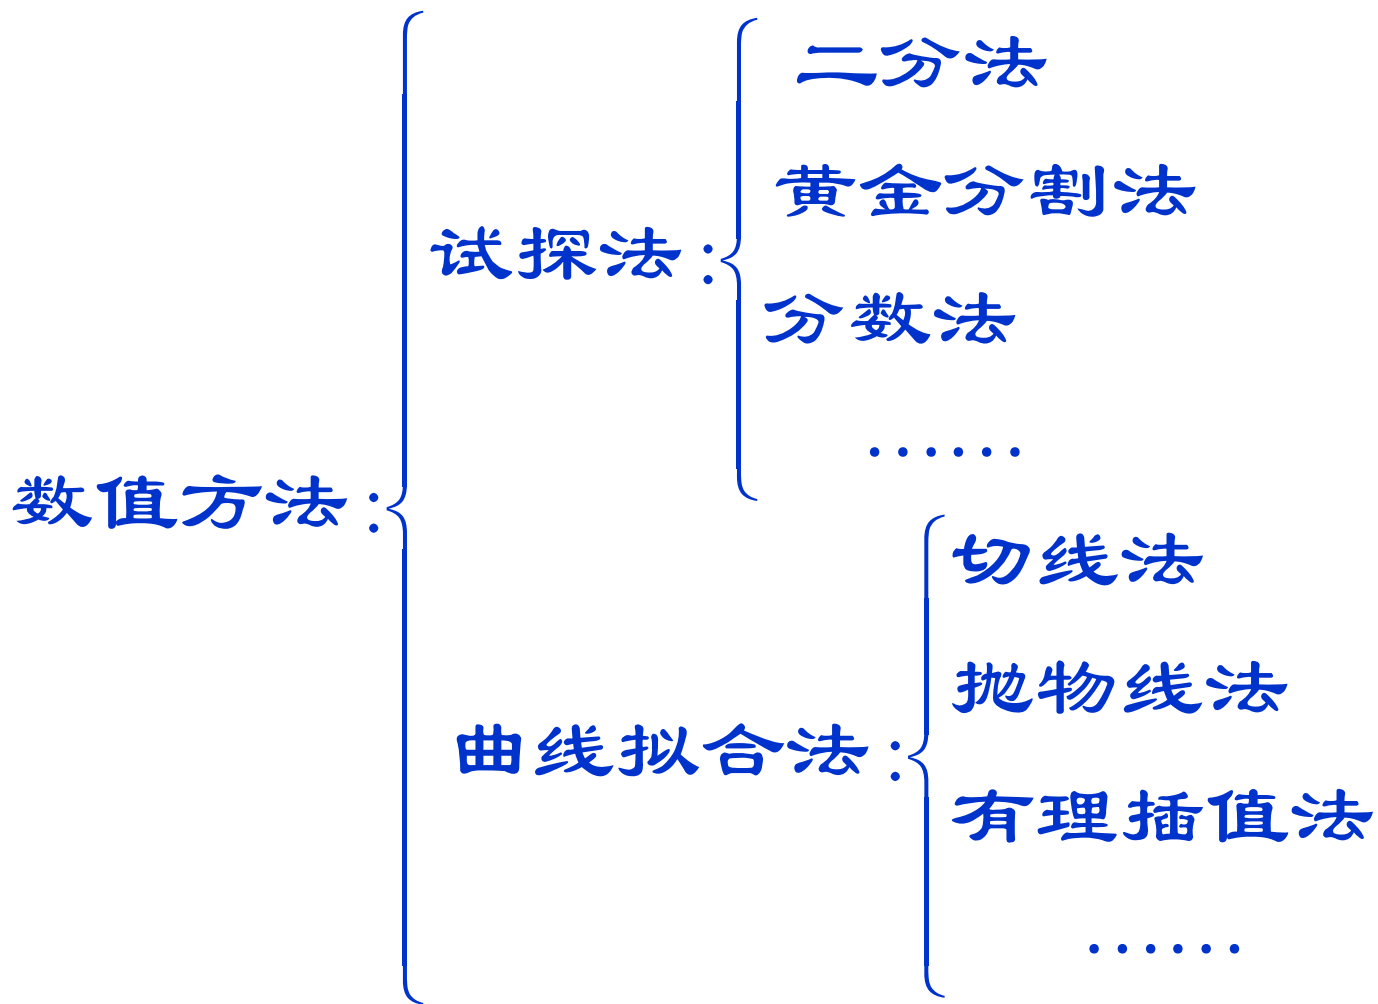 数值方法：
试探法：
二分法
黄金分割法
分数法
……
曲线拟合法：
切线法
抛物线法
有理插值法
……